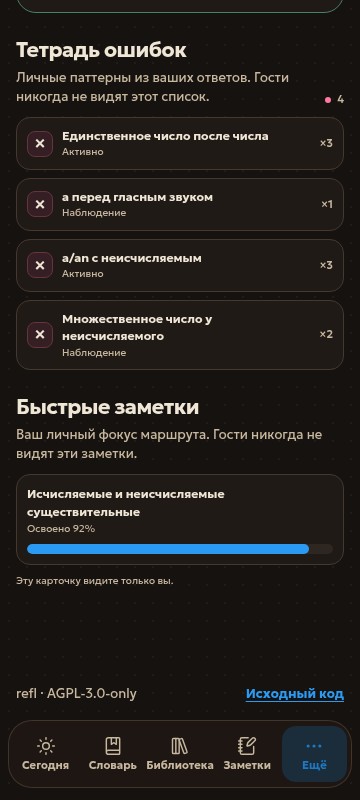 Тетрадь ошибок
Личные паттерны из ваших ответов. Гости
никогда не видят этот список.
4
Единственное число после числа
Активно
×3
a перед гласным звуком
Наблюдение
×1
a/an с неисчисляемым
Активно
×3
Множественное число у
неисчисляемого
Наблюдение
×2
Быстрые заметки
Ваш личный фокус маршрута. Гости никогда не
видят эти заметки.
Исчисляемые и неисчисляемые
существительные
Освоено 92%
Эту карточку видите только вы.
refl · AGPL-3.0-only
Исходный код
Сегодня
Словарь
Библиотека
Заметки
Ещё